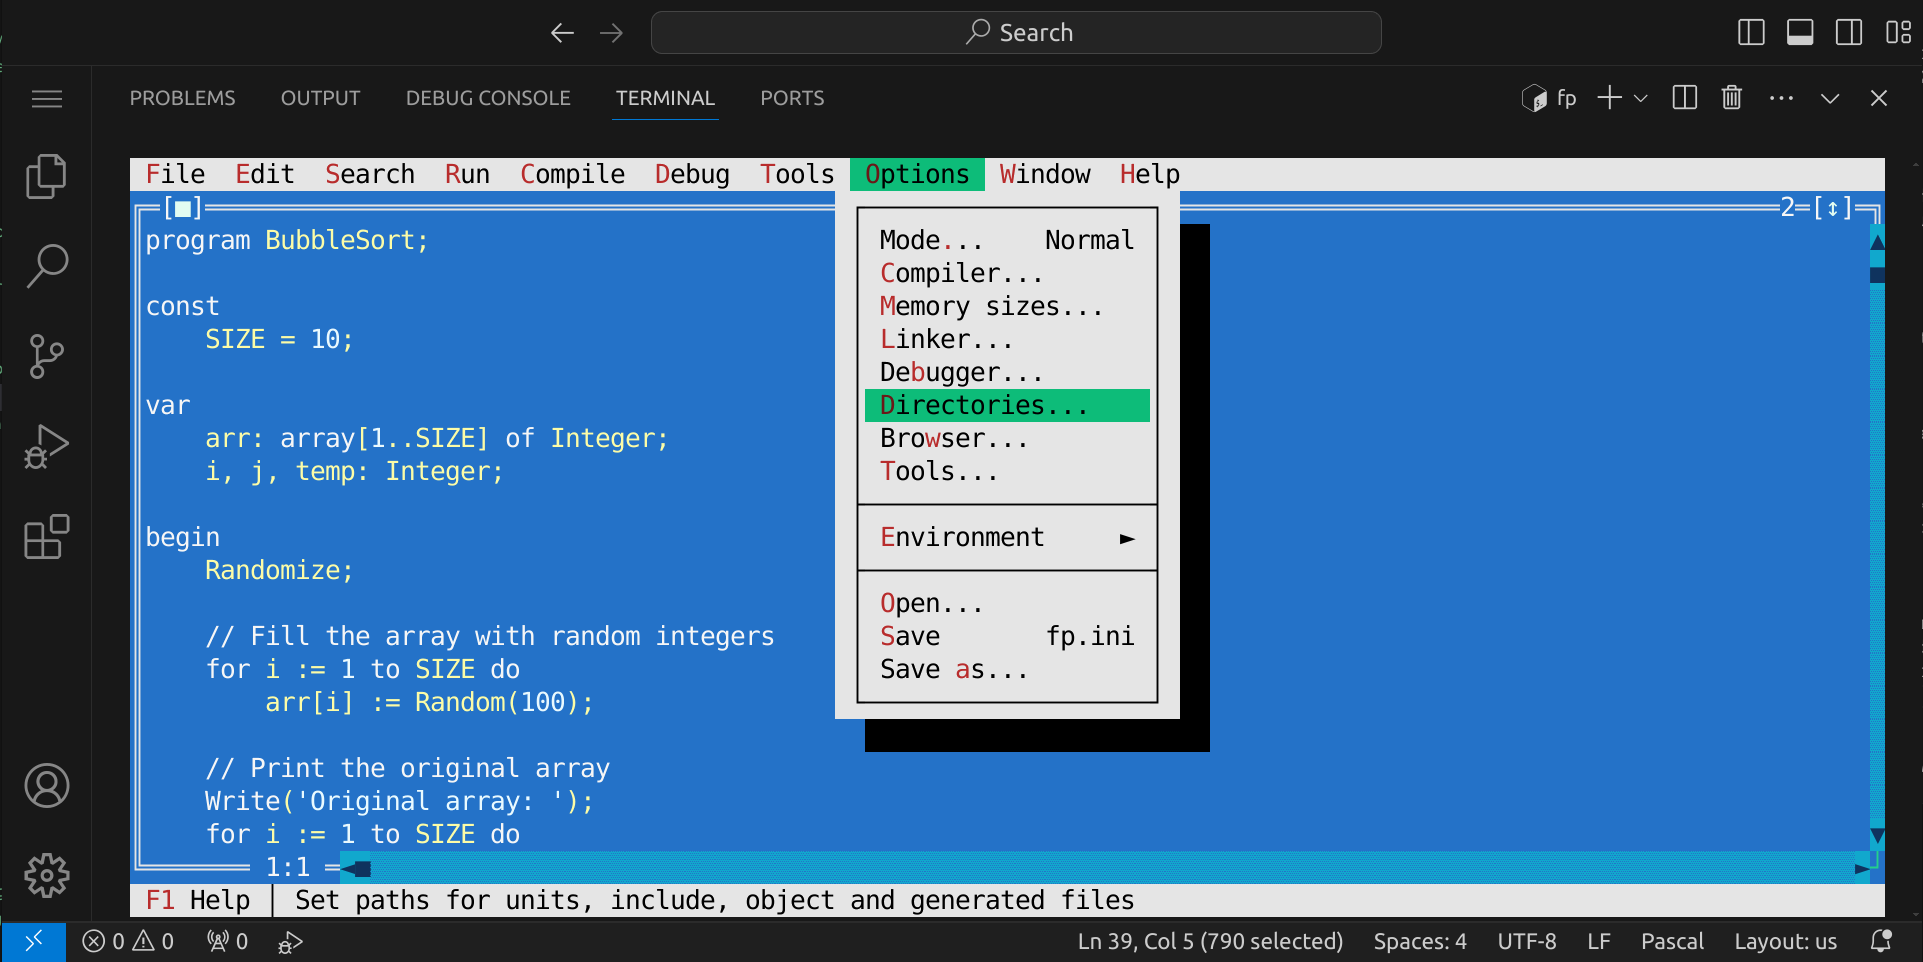 Search
PROBLEMS OUTPUT DEBUG CONSOLE TERMINAL PORTS fp
File Edit Search Run Compile Debug Tools Options Window Help
[■] 2=[↕]
program BubbleSort;
const
SIZE = 10;
var
arr: array[1..SIZE] of Integer;
i, j, temp: Integer;
begin
Randomize;
// Fill the array with random integers
for i := 1 to SIZE do
arr[i] := Random(100);
// Print the original array
Write('Original array: ');
for i := 1 to SIZE do
1:1
Mode... Normal
Compiler...
Memory sizes...
Linker...
Debugger...
Directories...
Browser...
Tools...
Environment ►
Open...
Save fp.ini
Save as...
F1 Help │ Set paths for units, include, object and generated files
0 0 0 Ln 39, Col 5 (790 selected) Spaces: 4 UTF-8 LF Pascal Layout: us